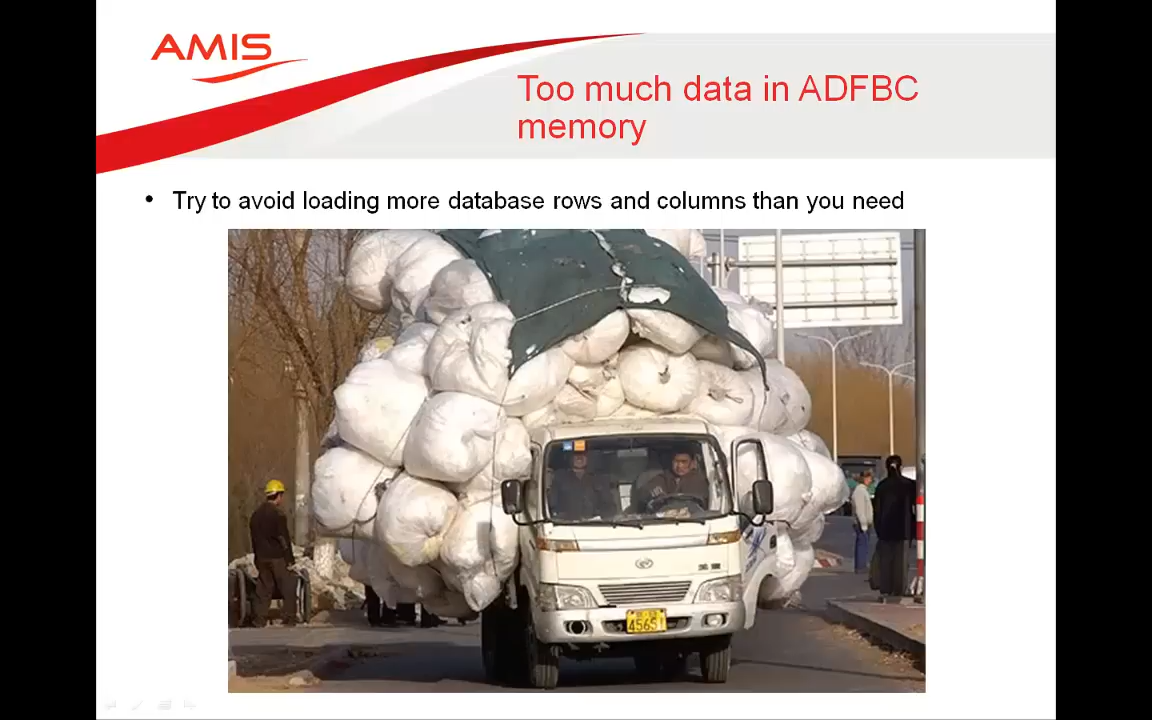 AMIS
Too much data in ADFBC
memory
• Try to avoid loading more database rows and columns than you need
4565